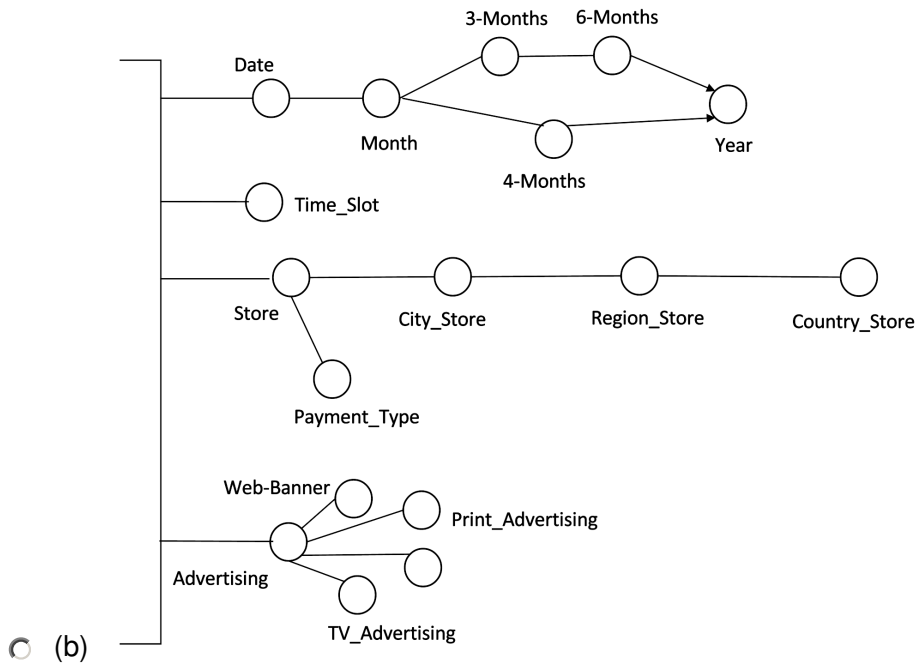 3-Months
6-Months
Date
Month
Year
4-Months
Time_Slot
Store
City_Store
Region_Store
Country_Store
Payment_Type
Web-Banner
Print_Advertising
Advertising
TV_Advertising
(b)